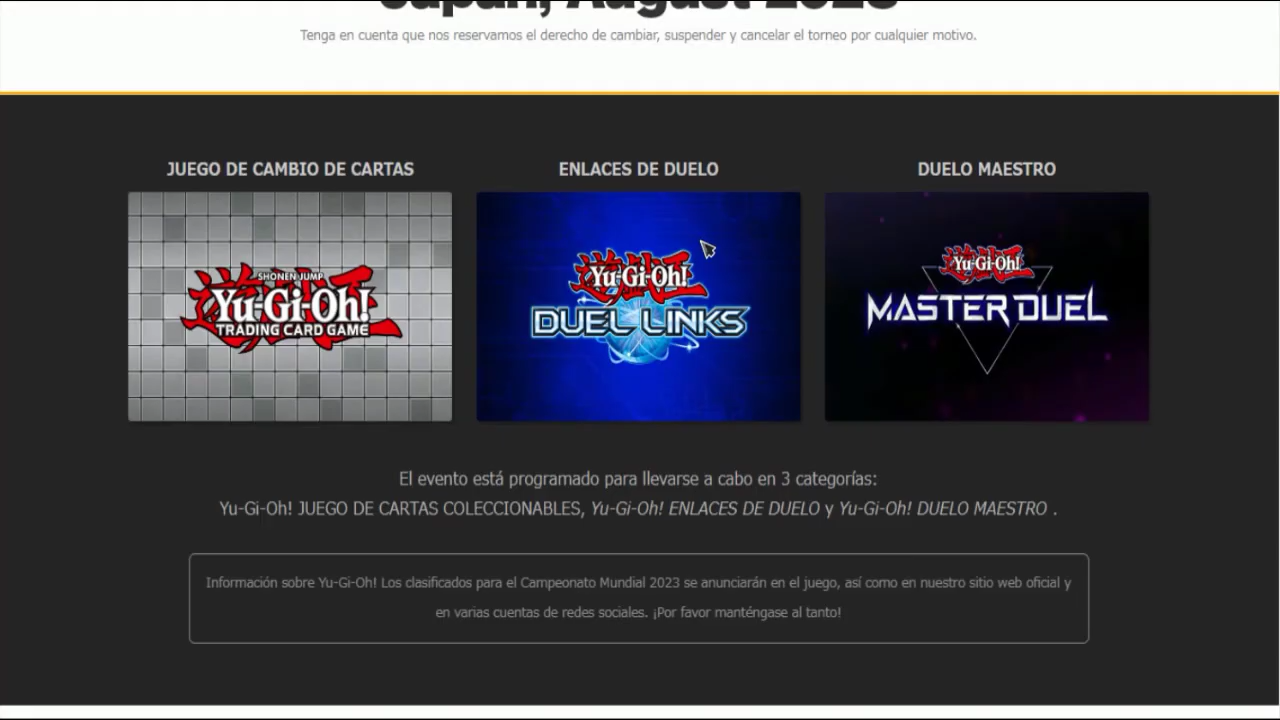 Japan, August 2023
Tenga en cuenta que nos reservamos el derecho de cambiar, suspender y cancelar el torneo por cualquier motivo.
JUEGO DE CAMBIO DE CARTAS
ENLACES DE DUELO
DUELO MAESTRO
SHONEN JUMP
Yu-Gi-Oh!
TRADING CARD GAME
Yu-Gi-Oh!
DUEL LINKS
Yu-Gi-Oh!
MASTER DUEL
El evento está programado para llevarse a cabo en 3 categorías:
Yu-Gi-Oh! JUEGO DE CARTAS COLECCIONABLES, Yu-Gi-Oh! ENLACES DE DUELO y Yu-Gi-Oh! DUELO MAESTRO .
Información sobre Yu-Gi-Oh! Los clasificados para el Campeonato Mundial 2023 se anunciarán en el juego, así como en nuestro sitio web oficial y
en varias cuentas de redes sociales. ¡Por favor manténgase al tanto!